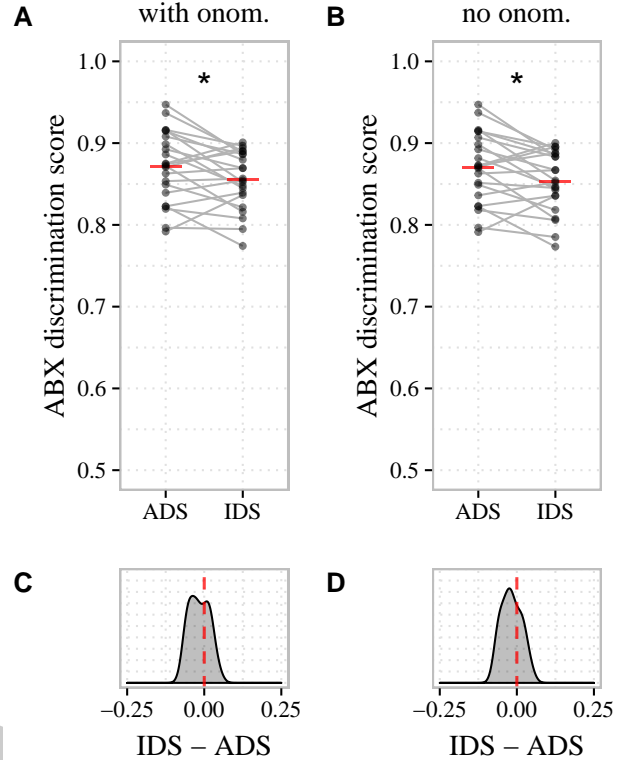 A with onom.
B no onom.
ABX discrimination score
1.0
0.9
0.8
0.7
0.6
0.5
*
ADS IDS
ABX discrimination score
1.0
0.9
0.8
0.7
0.6
0.5
*
ADS IDS
C
−0.25 0.00 0.25
IDS − ADS
D
−0.25 0.00 0.25
IDS − ADS